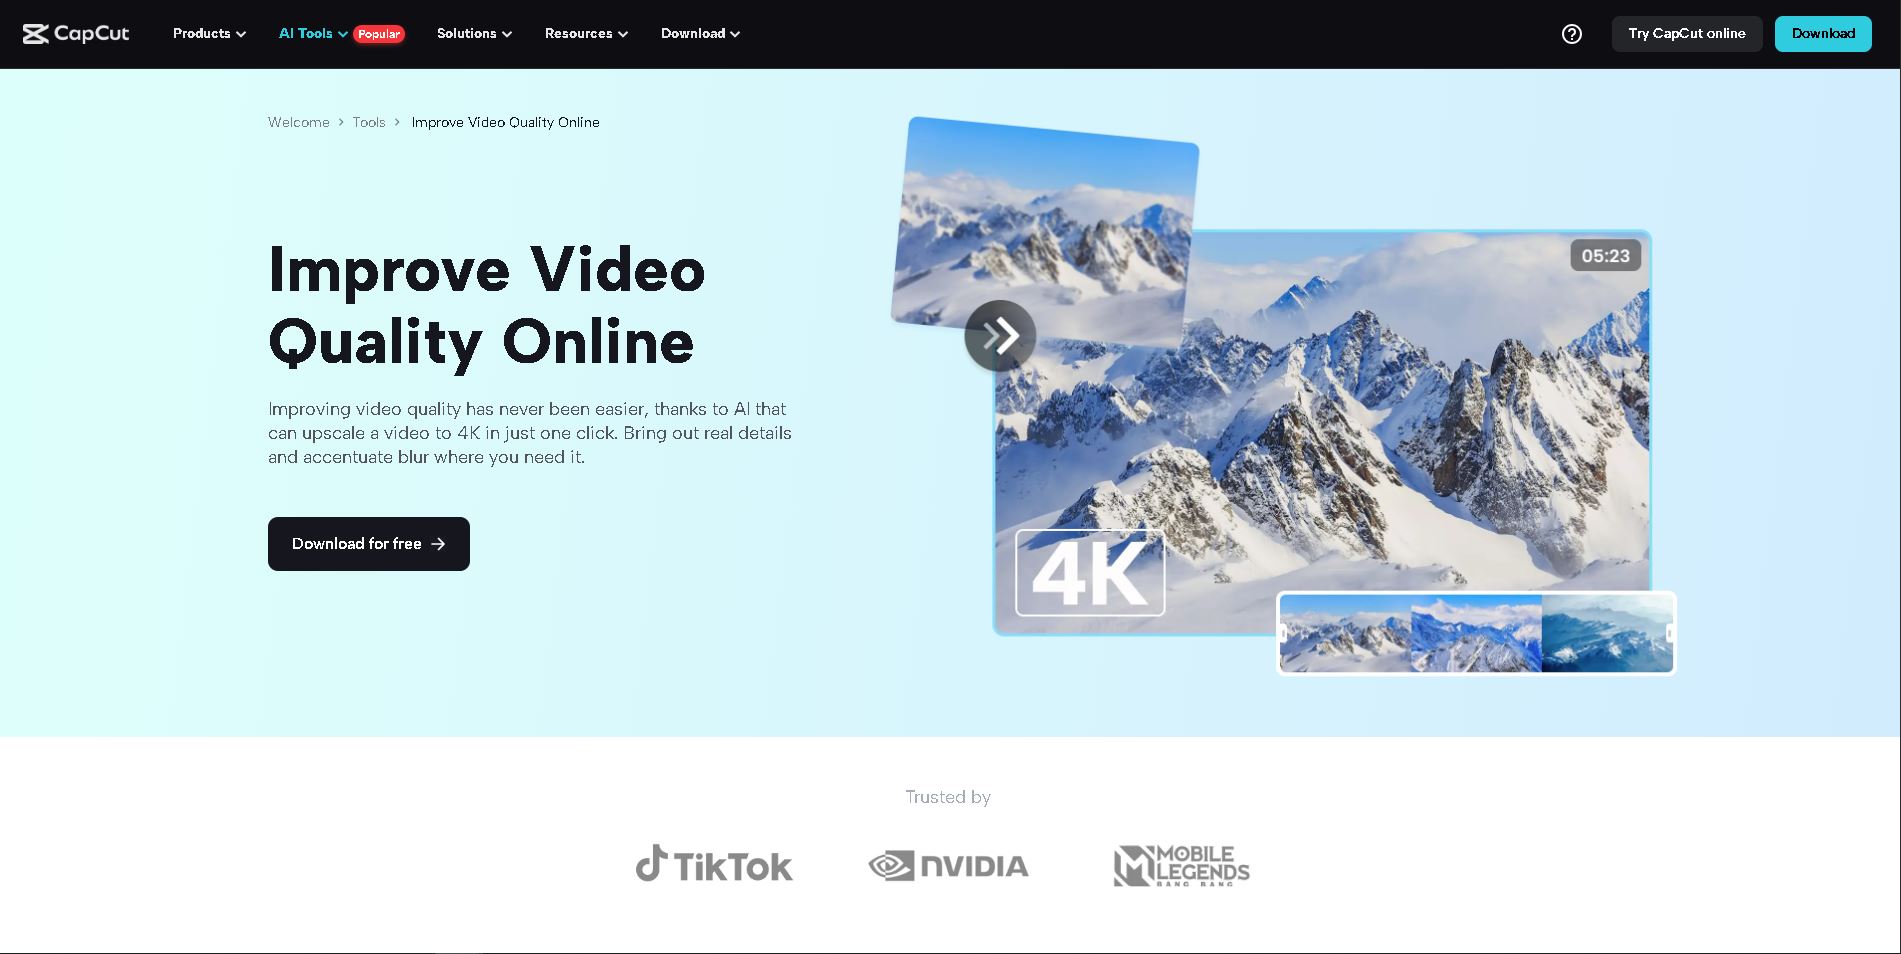 CapCut
Products
AI Tools
Popular
Solutions
Resources
Download
Try CapCut online
Download
Welcome > Tools > Improve Video Quality Online
Improve Video
Quality Online
Improving video quality has never been easier, thanks to AI that
can upscale a video to 4K in just one click. Bring out real details
and accentuate blur where you need it.
Download for free →
05:23
4K
Trusted by
TikTok
NVIDIA
MOBILE
LEGENDS
BANG BANG